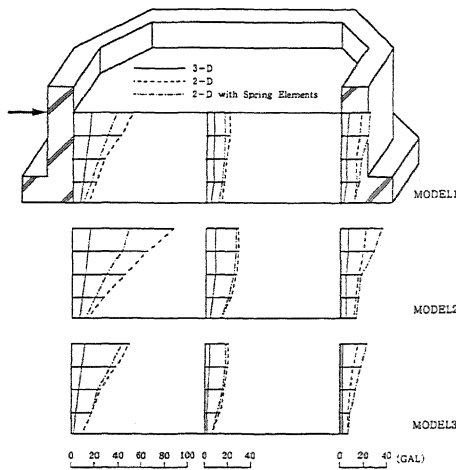 3-D
2-D
2-D with Spring Elements
MODEL1
MODEL2
MODEL3
0 20 40 60 80 100 0 20 40 0 20 40 (GAL)